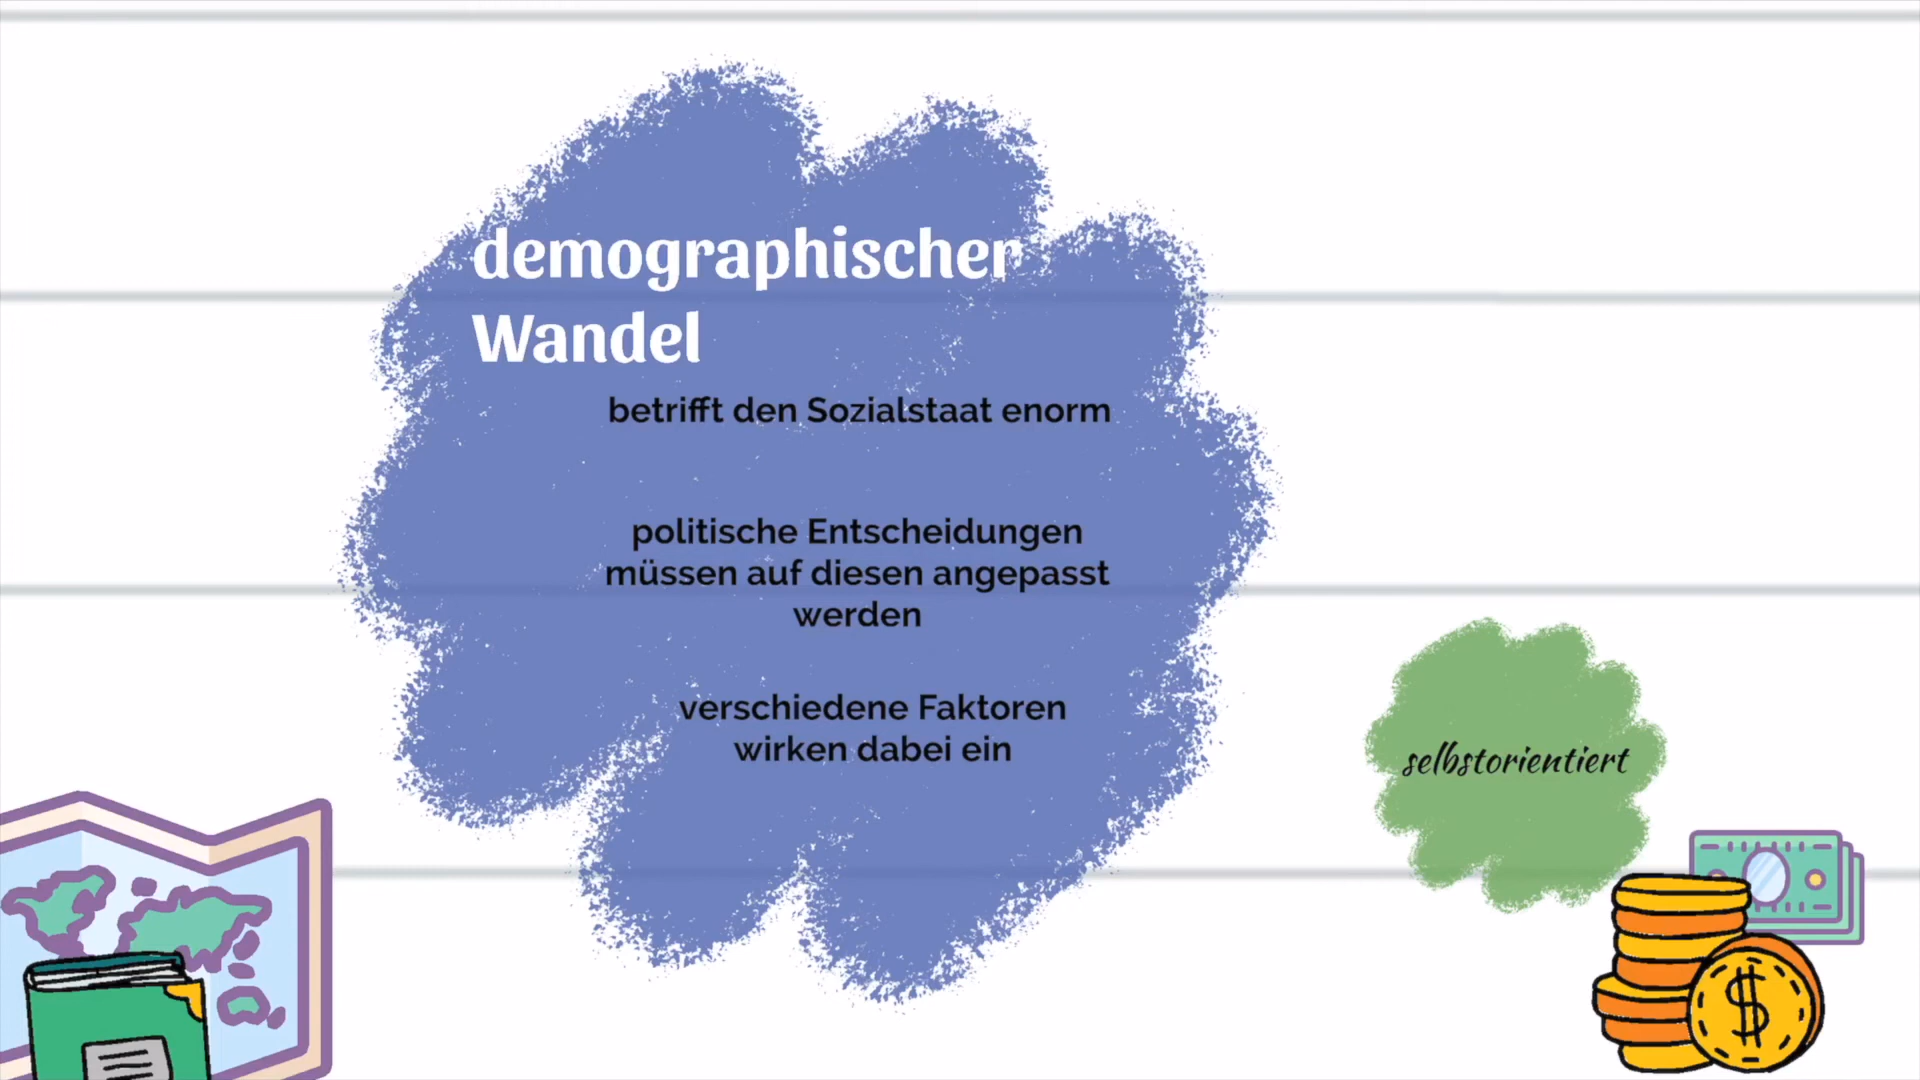 demographischer
Wandel
betrifft den Sozialstaat enorm
politische Entscheidungen
müssen auf diesen angepasst
werden
verschiedene Faktoren
wirken dabei ein
selbstorientiert
$